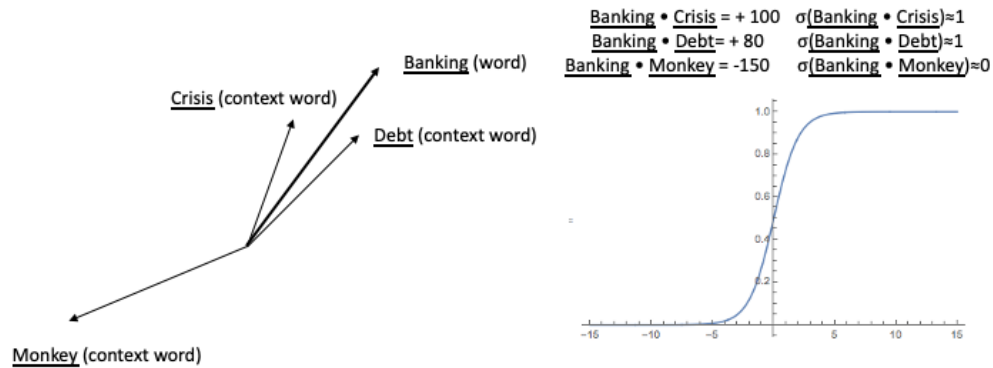 Banking (word)
Crisis (context word)
Debt (context word)
Monkey (context word)
Banking • Crisis = + 100 σ(Banking • Crisis)≈1
Banking • Debt= + 80 σ(Banking • Debt)≈1
Banking • Monkey = -150 σ(Banking • Monkey)≈0
1.0
0.8
0.6
0.4
0.2
-15 -10 -5 5 10 15